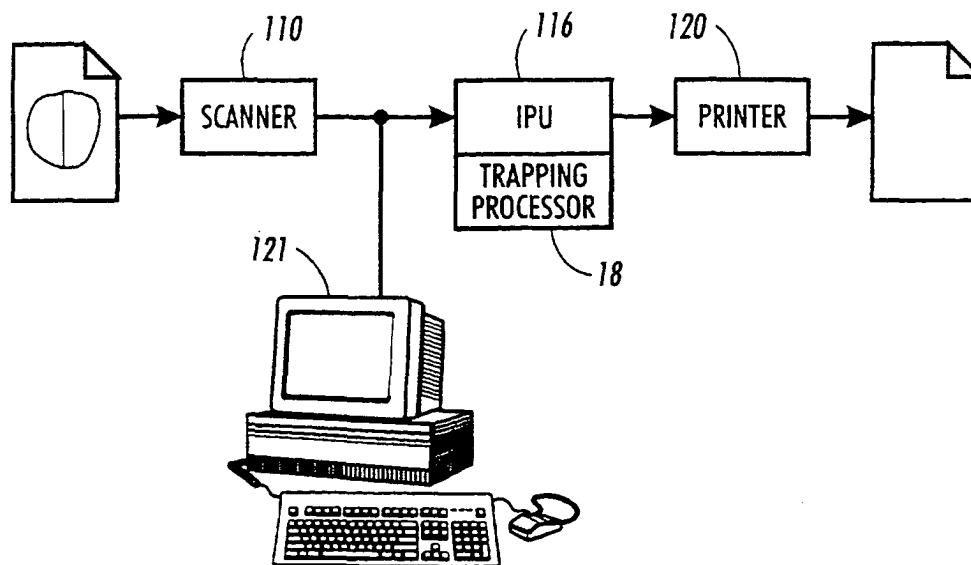 110
116
120
SCANNER
IPU
PRINTER
TRAPPING
PROCESSOR
121
18